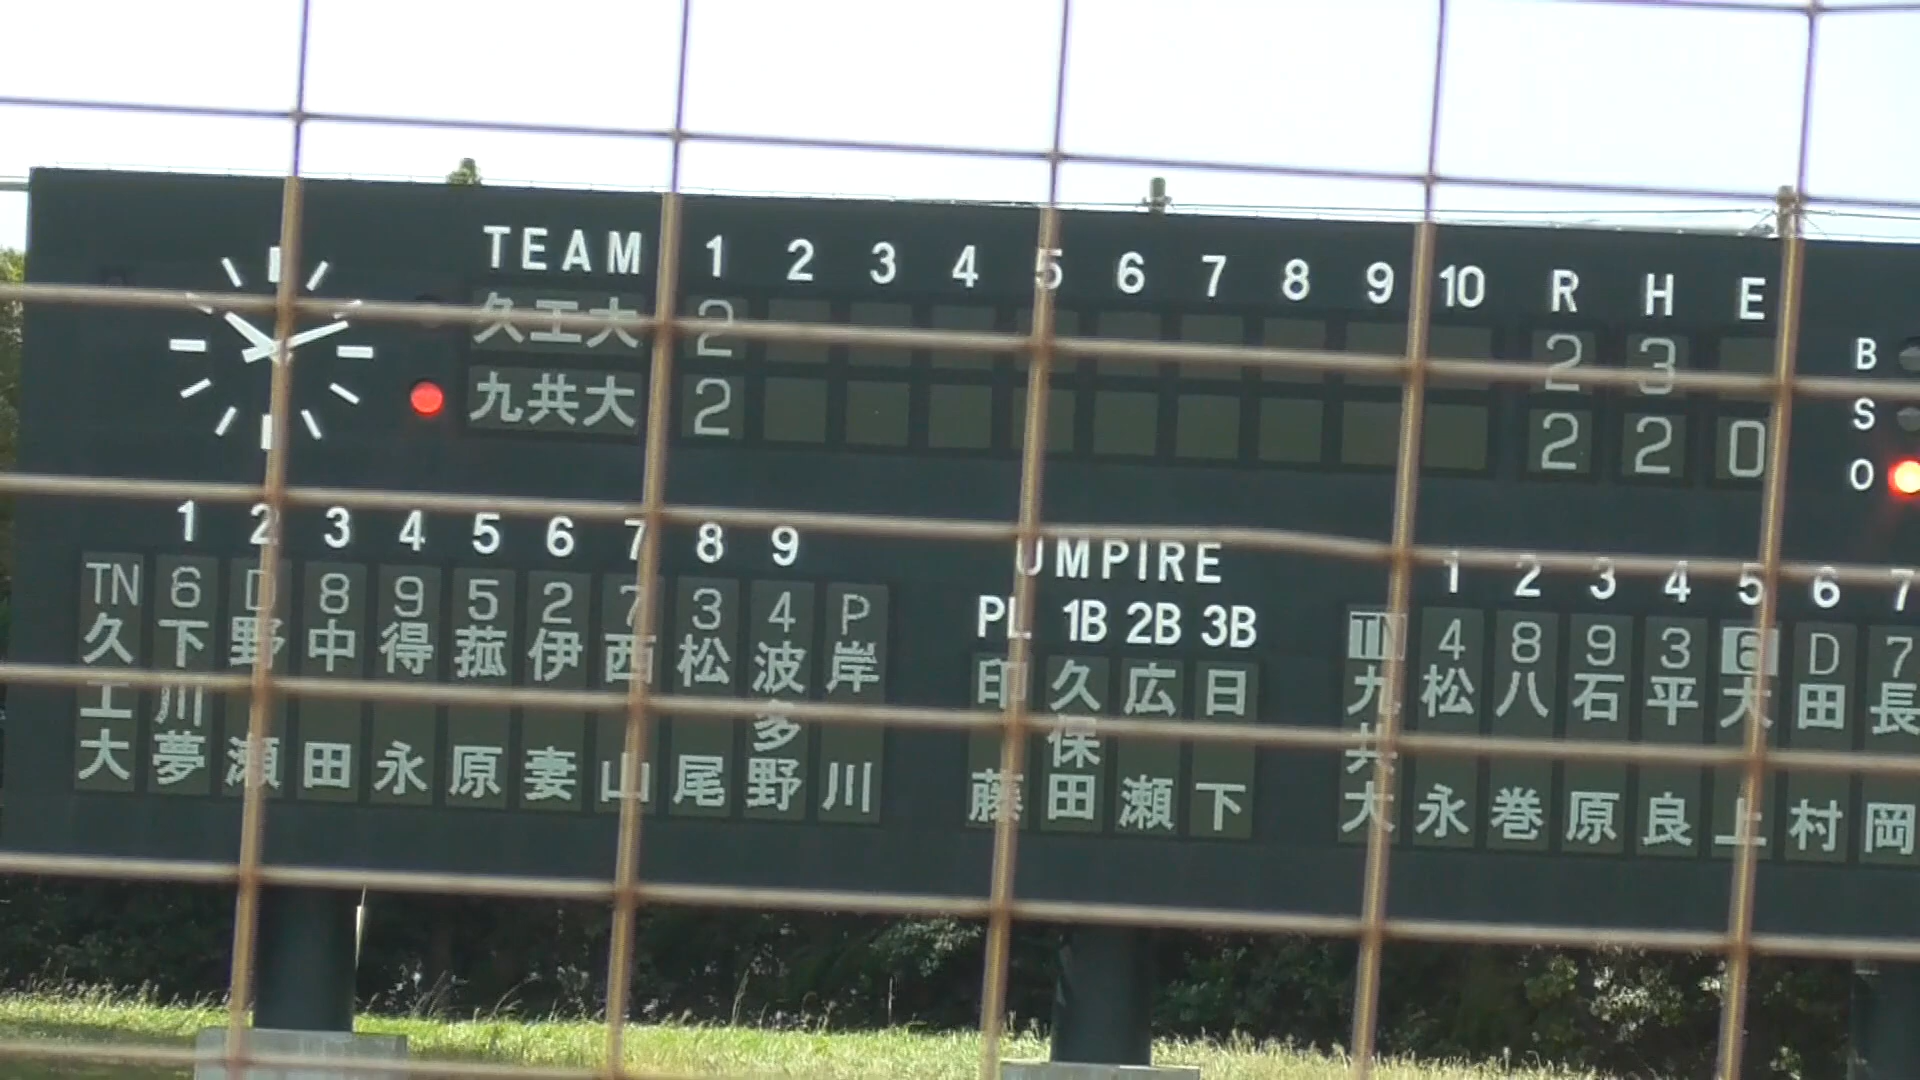 TEAM 1 2 3 4 5 6 7 8 9 10 R H E
久工大 2 2 3
九共大 2 2 2 0
B
S
O
1 2 3 4 5 6 7 8 9
TN 6 D 8 9 5 2 7 3 4 P
久工大
下川夢
野瀬
中田
得永
菰原
伊妻
西山
松尾
波多野
岸川
UMPIRE
PL 1B 2B 3B
印藤
久保田
広瀬
日下
1 2 3 4 5 6 7
TN 4 8 9 3 6 D 7
九共大
松永
八巻
石原
平良
大上
田村
長岡